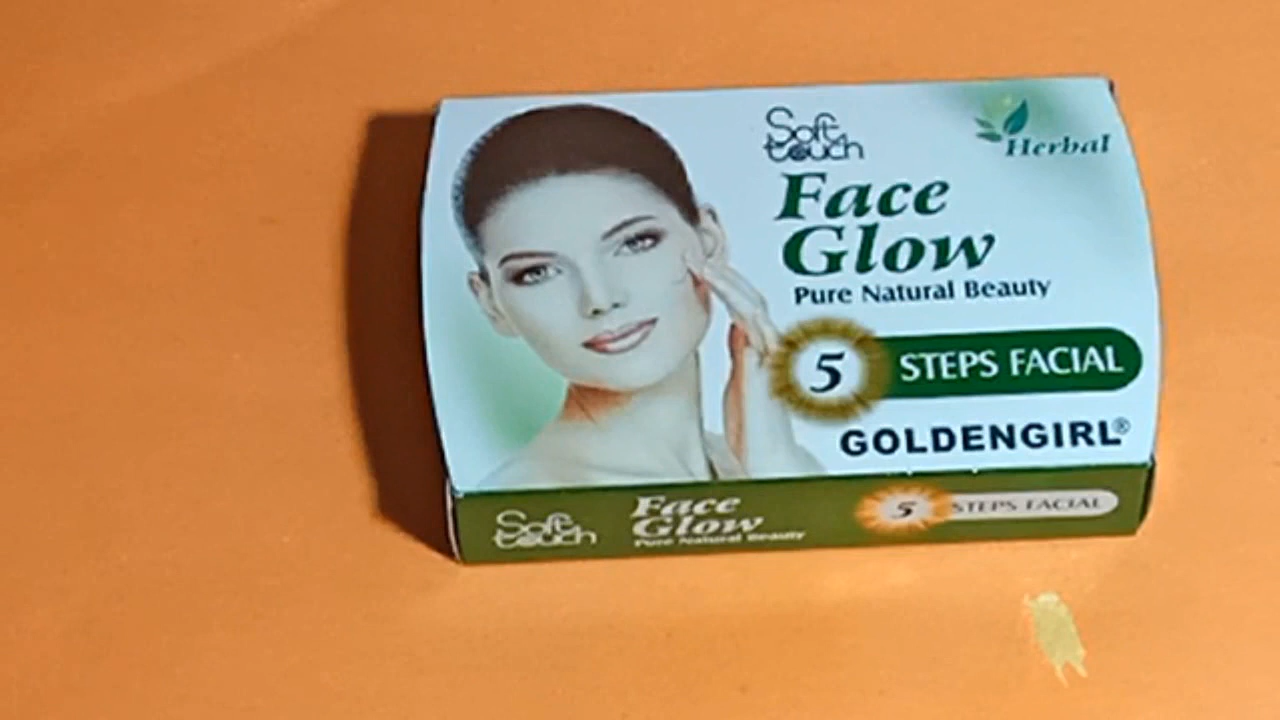 Soft
touch
Herbal
Face
Glow
Pure Natural Beauty
5 STEPS FACIAL
GOLDENGIRL®
Soft
touch
Face
Glow
Pure Natural Beauty
5 STEPS FACIAL